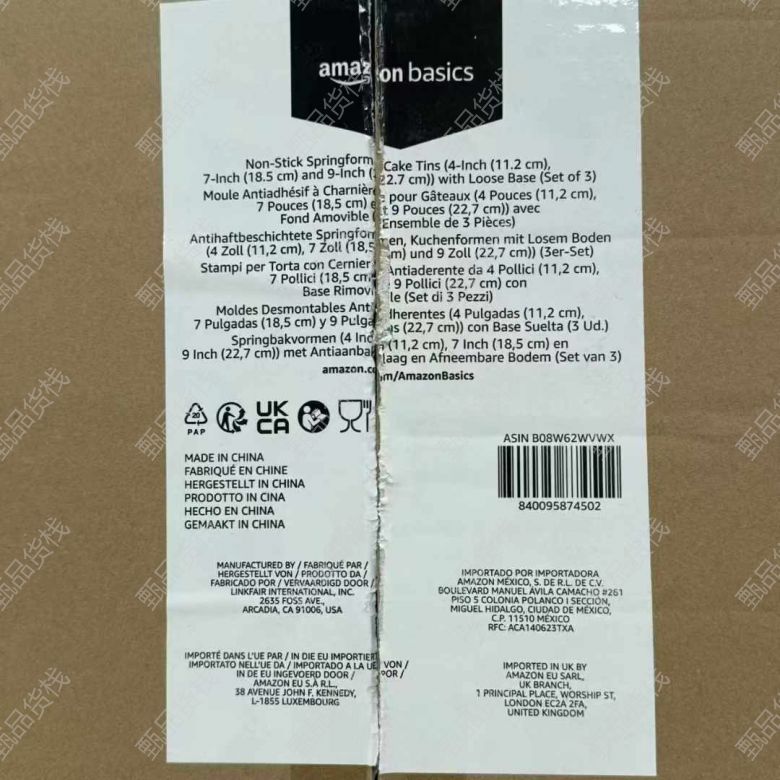 amazon basics
Non-Stick Springform Cake Tins (4-Inch (11.2 cm),
7-Inch (18.5 cm) and 9-Inch (22.7 cm)) with Loose Base (Set of 3)
Moule Antiadhésif à Charnière pour Gâteaux (4 Pouces (11,2 cm),
7 Pouces (18,5 cm) et 9 Pouces (22,7 cm)) avec
Fond Amovible (Ensemble de 3 Pièces)
Antihaftbeschichtete Springformen, Kuchenformen mit Losem Boden
(4 Zoll (11,2 cm), 7 Zoll (18,5 cm) und 9 Zoll (22,7 cm)) (3er-Set)
Stampi per Torta con Cerniera Antiaderente da 4 Pollici (11,2 cm),
7 Pollici (18,5 cm) 9 Pollici (22,7 cm) con
Base Rimovibile (Set di 3 Pezzi)
Moldes Desmontables Antiadherentes (4 Pulgadas (11,2 cm),
7 Pulgadas (18,5 cm) y 9 Pulgadas (22,7 cm)) con Base Suelta (3 Ud.)
Springbakvormen (4 Inch (11,2 cm), 7 Inch (18,5 cm) en
9 Inch (22,7 cm)) met Antiaanbaklaag en Afneembare Bodem (Set van 3)
amazon.com/AmazonBasics
20
PAP
UK
CA
ASIN B08W62WVWX
840095874502
MADE IN CHINA
FABRIQUÉ EN CHINE
HERGESTELLT IN CHINA
PRODOTTO IN CINA
HECHO EN CHINA
GEMAAKT IN CHINA
MANUFACTURED BY / FABRIQUÉ PAR /
HERGESTELLT VON / PRODOTTO DA /
FABRICADO POR / VERVAARDIGD DOOR /
LINKFAIR INTERNATIONAL, INC.
2635 FOSS AVE.,
ARCADIA, CA 91006, USA
IMPORTADO POR IMPORTADORA
AMAZON MÉXICO, S. DE R.L. DE C.V.
BOULEVARD MANUEL ÁVILA CAMACHO #261
PISO 5 COLONIA POLANCO I SECCIÓN,
MIGUEL HIDALGO, CIUDAD DE MÉXICO,
C.P. 11510 MÉXICO
RFC: ACA140623TXA
IMPORTÉ DANS L'UE PAR / IN DIE EU IMPORTIERT VON /
IMPORTATO NELL'UE DA / IMPORTADO A LA UE POR /
IN DE EU INGEVOERD DOOR /
AMAZON EU S.À R.L.,
38 AVENUE JOHN F. KENNEDY,
L-1855 LUXEMBOURG
IMPORTED IN UK BY
AMAZON EU SARL,
UK BRANCH,
1 PRINCIPAL PLACE, WORSHIP ST,
LONDON EC2A 2FA,
UNITED KINGDOM
甄品货栈